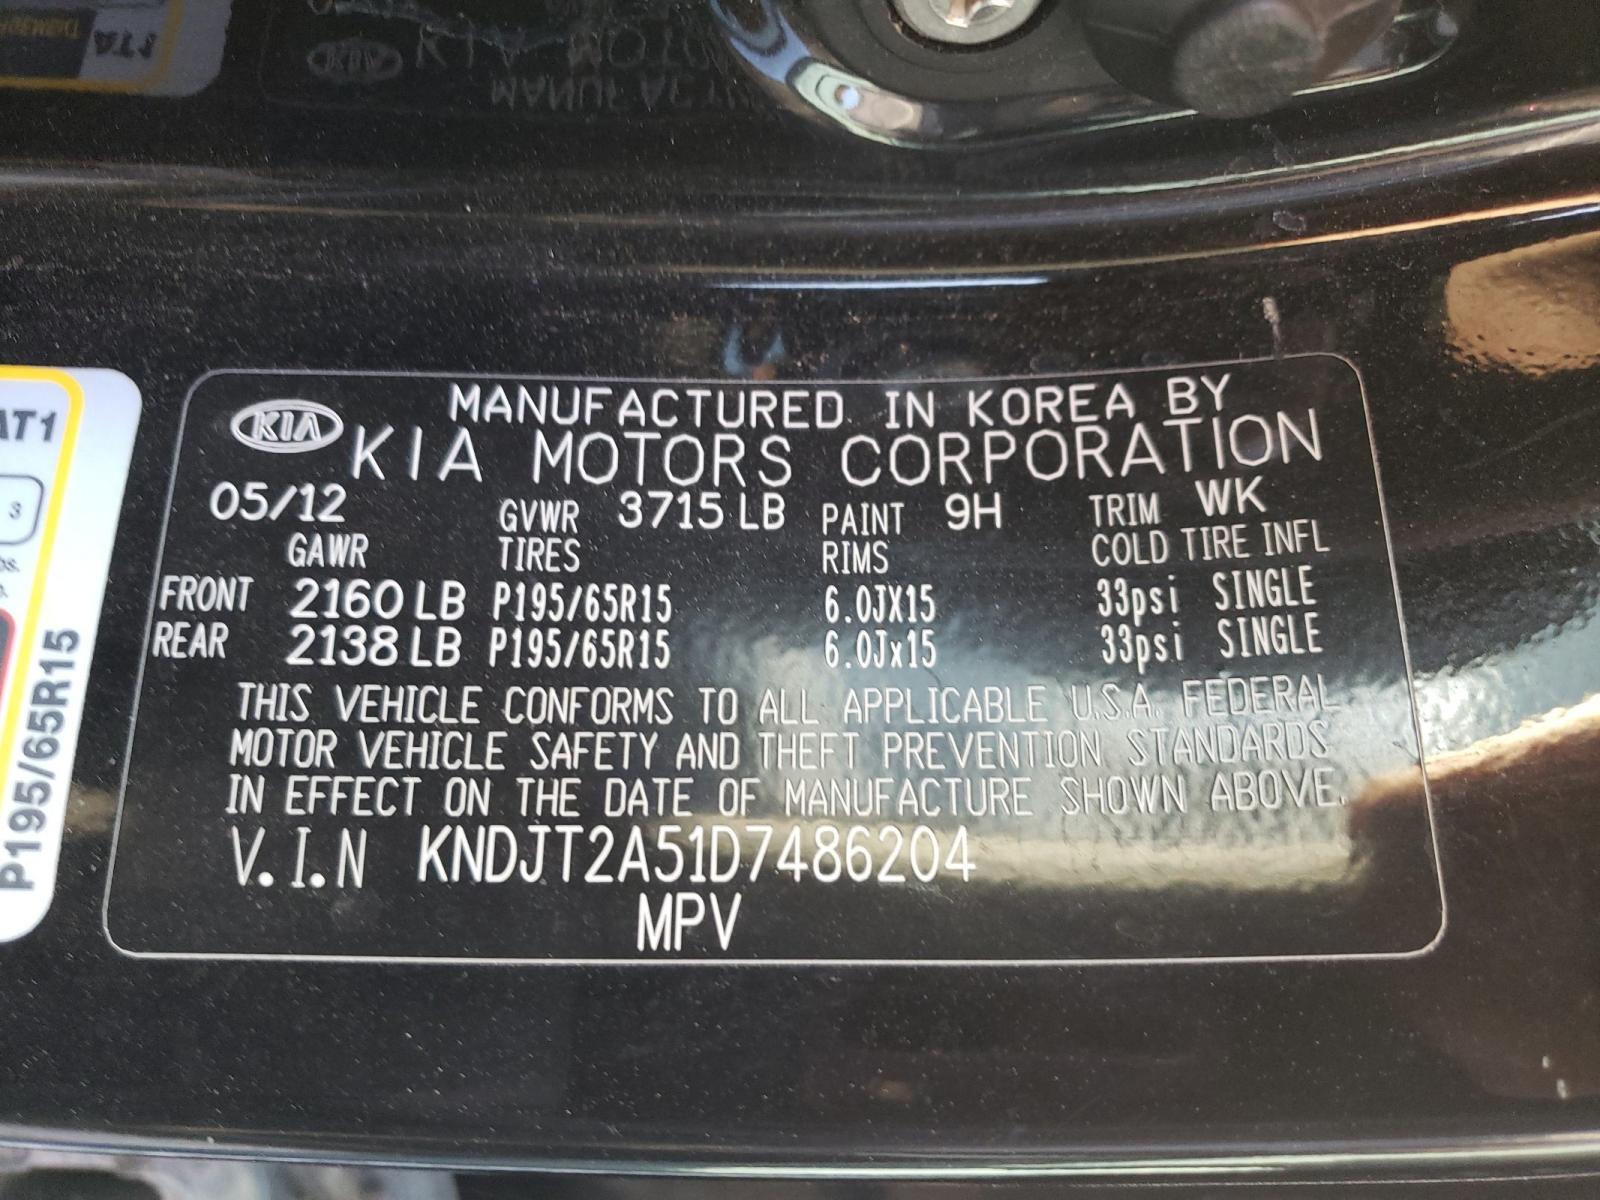 KIA MANUFACTURED IN KOREA BY
KIA MOTORS CORPORATION
05/12 GVWR 3715 LB PAINT 9H TRIM WK
GAWR TIRES RIMS COLD TIRE INFL
FRONT 2160 LB P195/65R15 6.0JX15 33psi SINGLE
REAR 2138 LB P195/65R15 6.0Jx15 33psi SINGLE
THIS VEHICLE CONFORMS TO ALL APPLICABLE U.S.A. FEDERAL
MOTOR VEHICLE SAFETY AND THEFT PREVENTION STANDARDS
IN EFFECT ON THE DATE OF MANUFACTURE SHOWN ABOVE.
V.I.N KNDJT2A51D7486204
MPV
AT1
3
P195/65R15